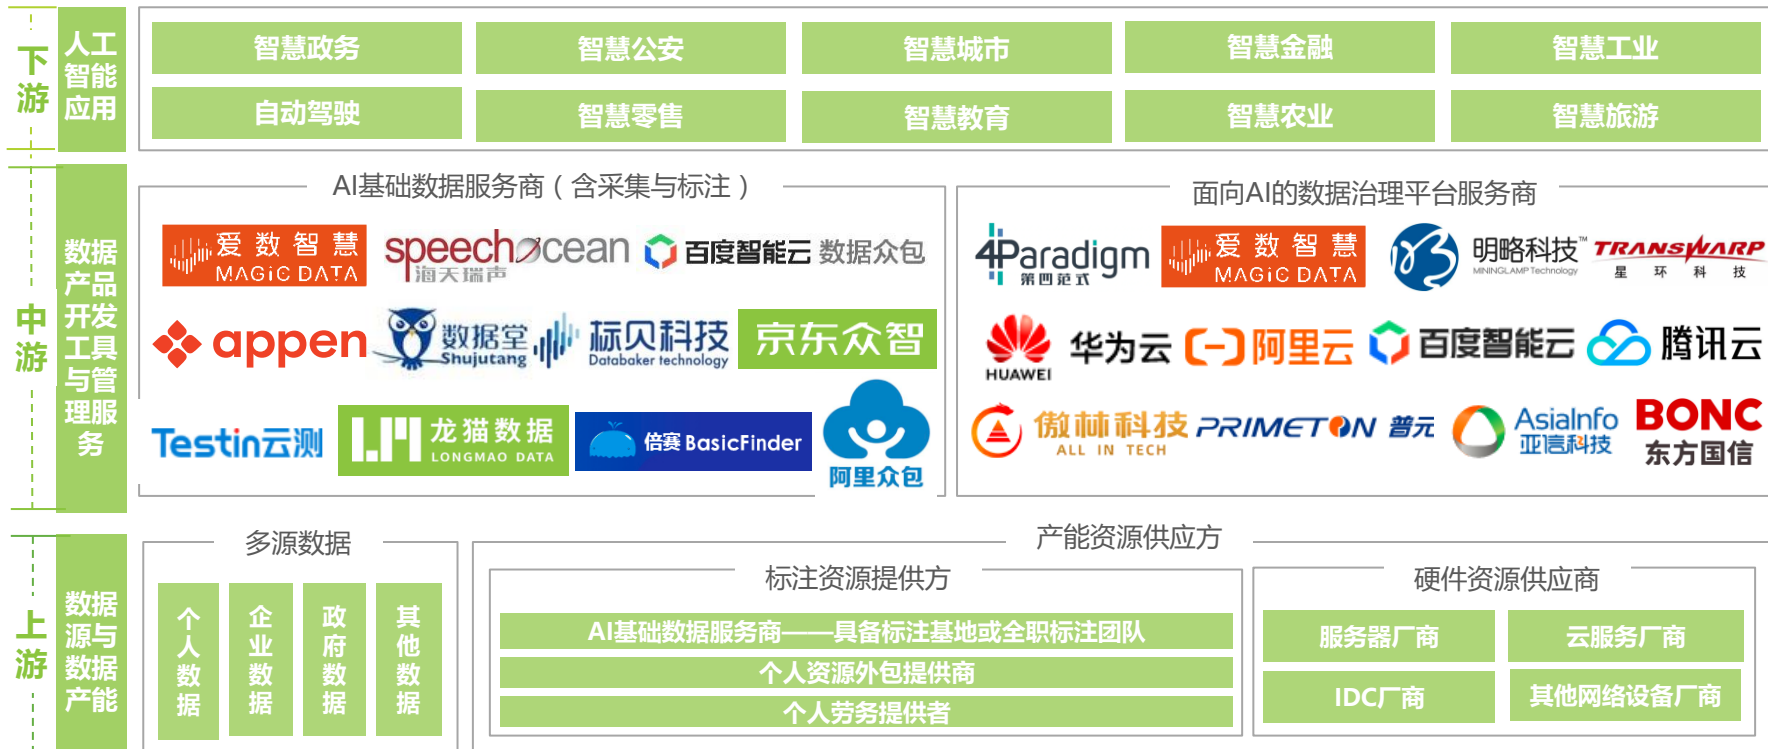 下游
人工智能应用
智慧政务
智慧公安
智慧城市
智慧金融
智慧工业
自动驾驶
智慧零售
智慧教育
智慧农业
智慧旅游
中游
数据产品开发工具与管理服务
AI基础数据服务商（含采集与标注）
爱数智慧
MAGIC DATA
speechocean
海天瑞声
百度智能云 数据众包
appen
数据堂
Shujutang
标贝科技
Databaker technology
京东众智
Testin云测
龙猫数据
LONGMAO DATA
倍赛 BasicFinder
阿里众包
面向AI的数据治理平台服务商
4Paradigm
第四范式
爱数智慧
MAGIC DATA
明略科技™
MININGLAMP Technology
TRANSWARP
星环科技
HUAWEI
华为云
阿里云
百度智能云
腾讯云
傲林科技
ALL IN TECH
PRIMETON 普元
AsiaInfo
亚信科技
BONC
东方国信
上游
数据源与数据产能
多源数据
个人数据
企业数据
政府数据
其他数据
产能资源供应方
标注资源提供方
AI基础数据服务商——具备标注基地或全职标注团队
个人资源外包提供商
个人劳务提供者
硬件资源供应商
服务器厂商
云服务厂商
IDC厂商
其他网络设备厂商